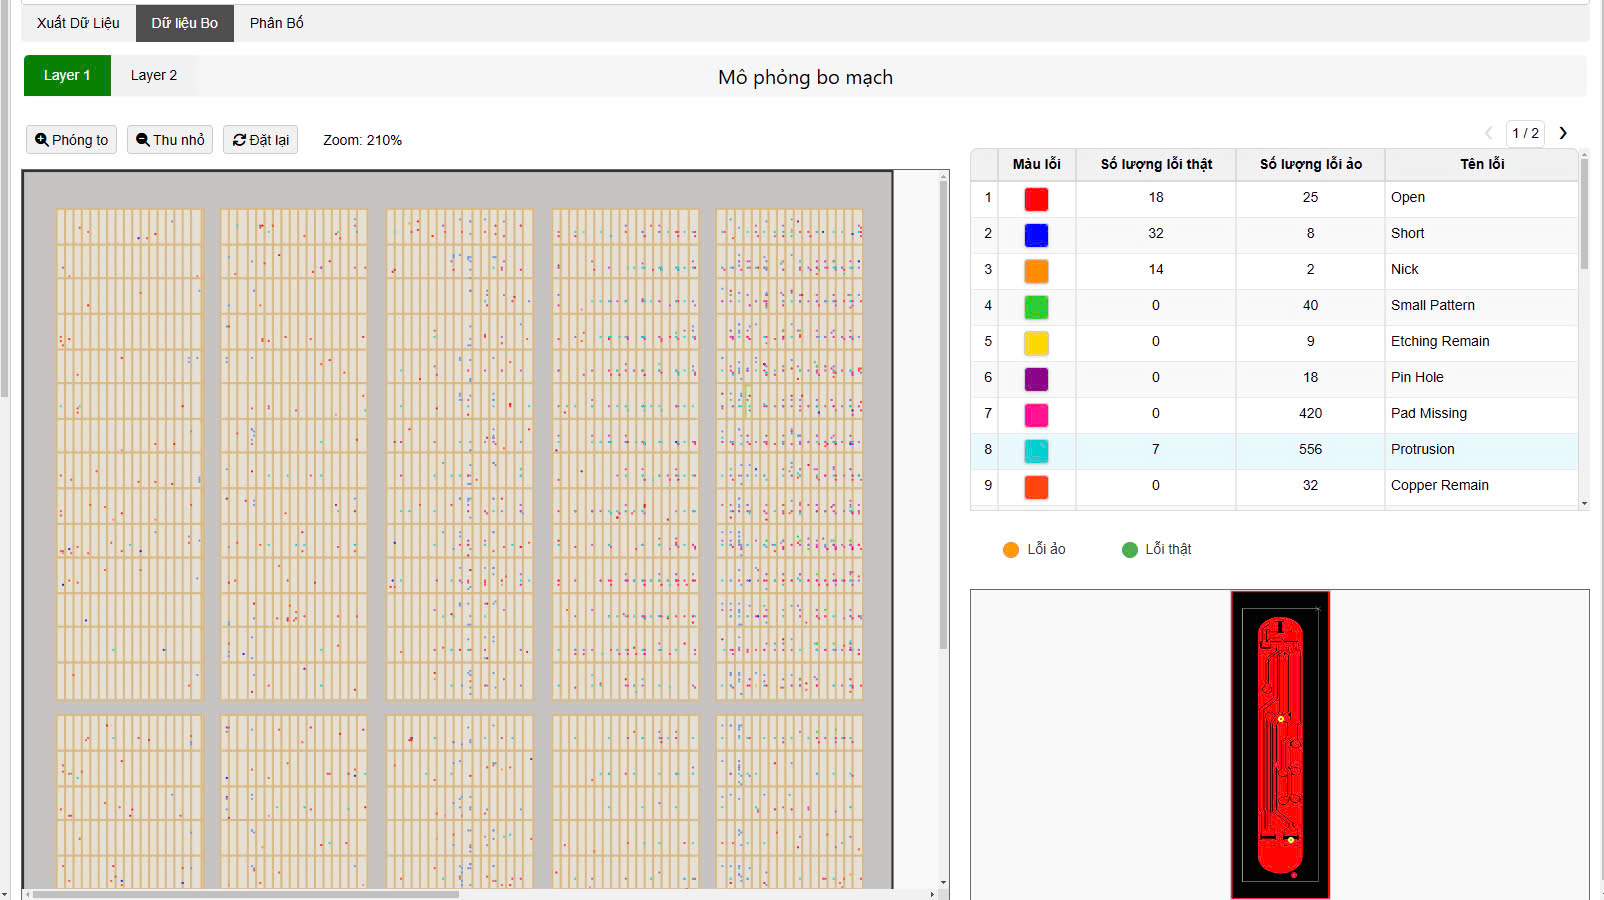 Xuất Dữ Liệu Dữ liệu Bo Phân Bố
Layer 1 Layer 2 Mô phỏng bo mạch
Phóng to Thu nhỏ Đặt lại Zoom: 210%
1 / 2
Màu lỗi Số lượng lỗi thật Số lượng lỗi ảo Tên lỗi
1 18 25 Open
2 32 8 Short
3 14 2 Nick
4 0 40 Small Pattern
5 0 9 Etching Remain
6 0 18 Pin Hole
7 0 420 Pad Missing
8 7 556 Protrusion
9 0 32 Copper Remain
Lỗi ảo Lỗi thật